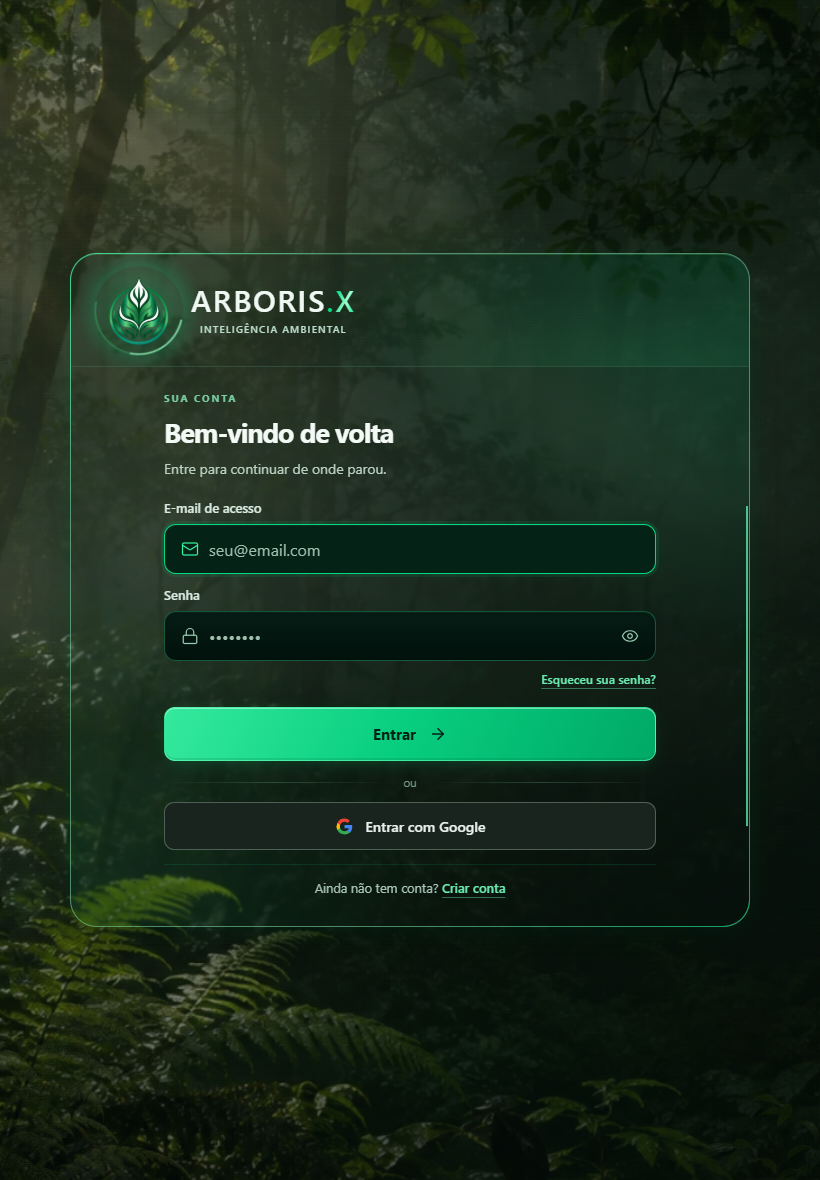 ARBORIS.X
INTELIGÊNCIA AMBIENTAL
SUA CONTA
Bem-vindo de volta
Entre para continuar de onde parou.
E-mail de acesso
seu@email.com
Senha
••••••••
Esqueceu sua senha?
Entrar →
ou
Entrar com Google
Ainda não tem conta? Criar conta